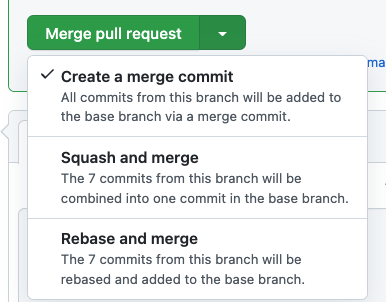 Merge pull request
ma
Create a merge commit
All commits from this branch will be added to
the base branch via a merge commit.
Squash and merge
The 7 commits from this branch will be
combined into one commit in the base branch.
Rebase and merge
The 7 commits from this branch will be
rebased and added to the base branch.